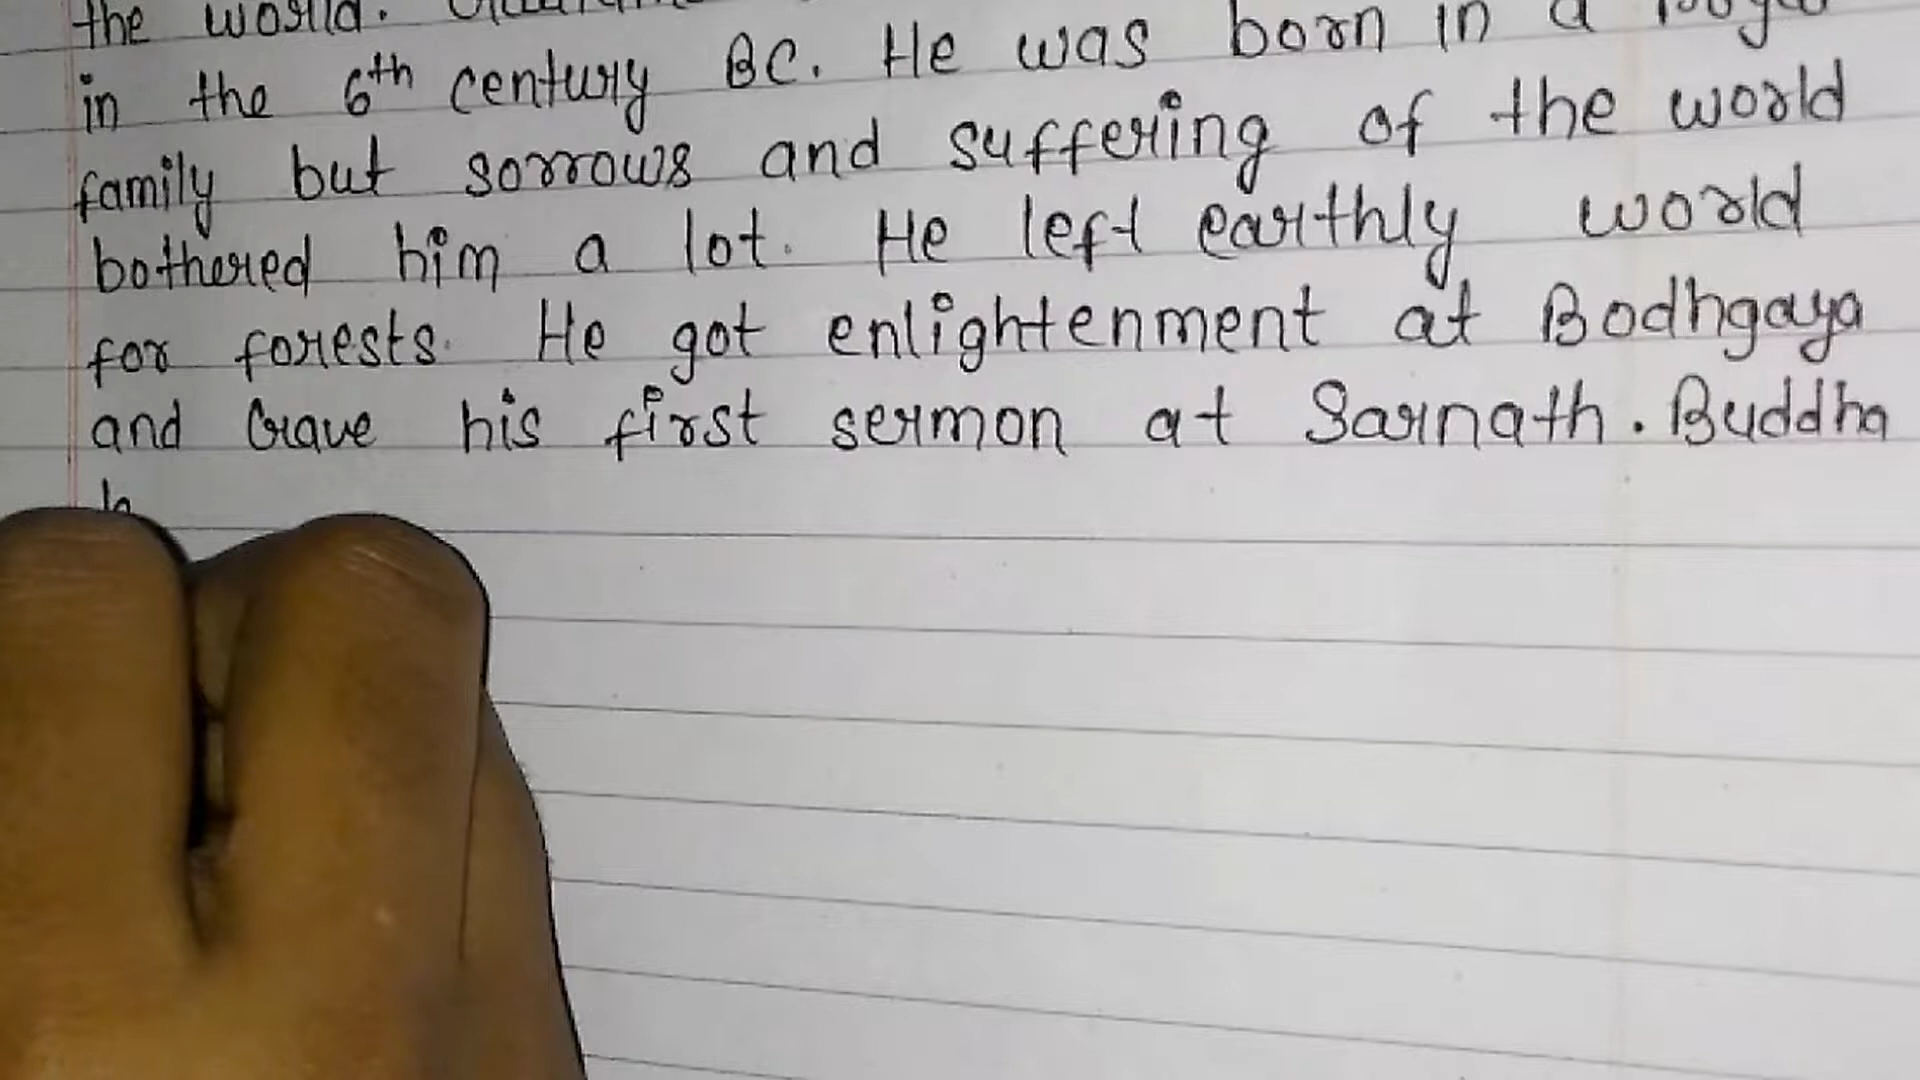 the world.
in the 6th century BC. He was born in a
family but sorrows and suffering of the world
bothered him a lot. He left earthly world
for forests. He got enlightenment at Bodhgaya
and Gave his first sermon at Sarnath. Buddha